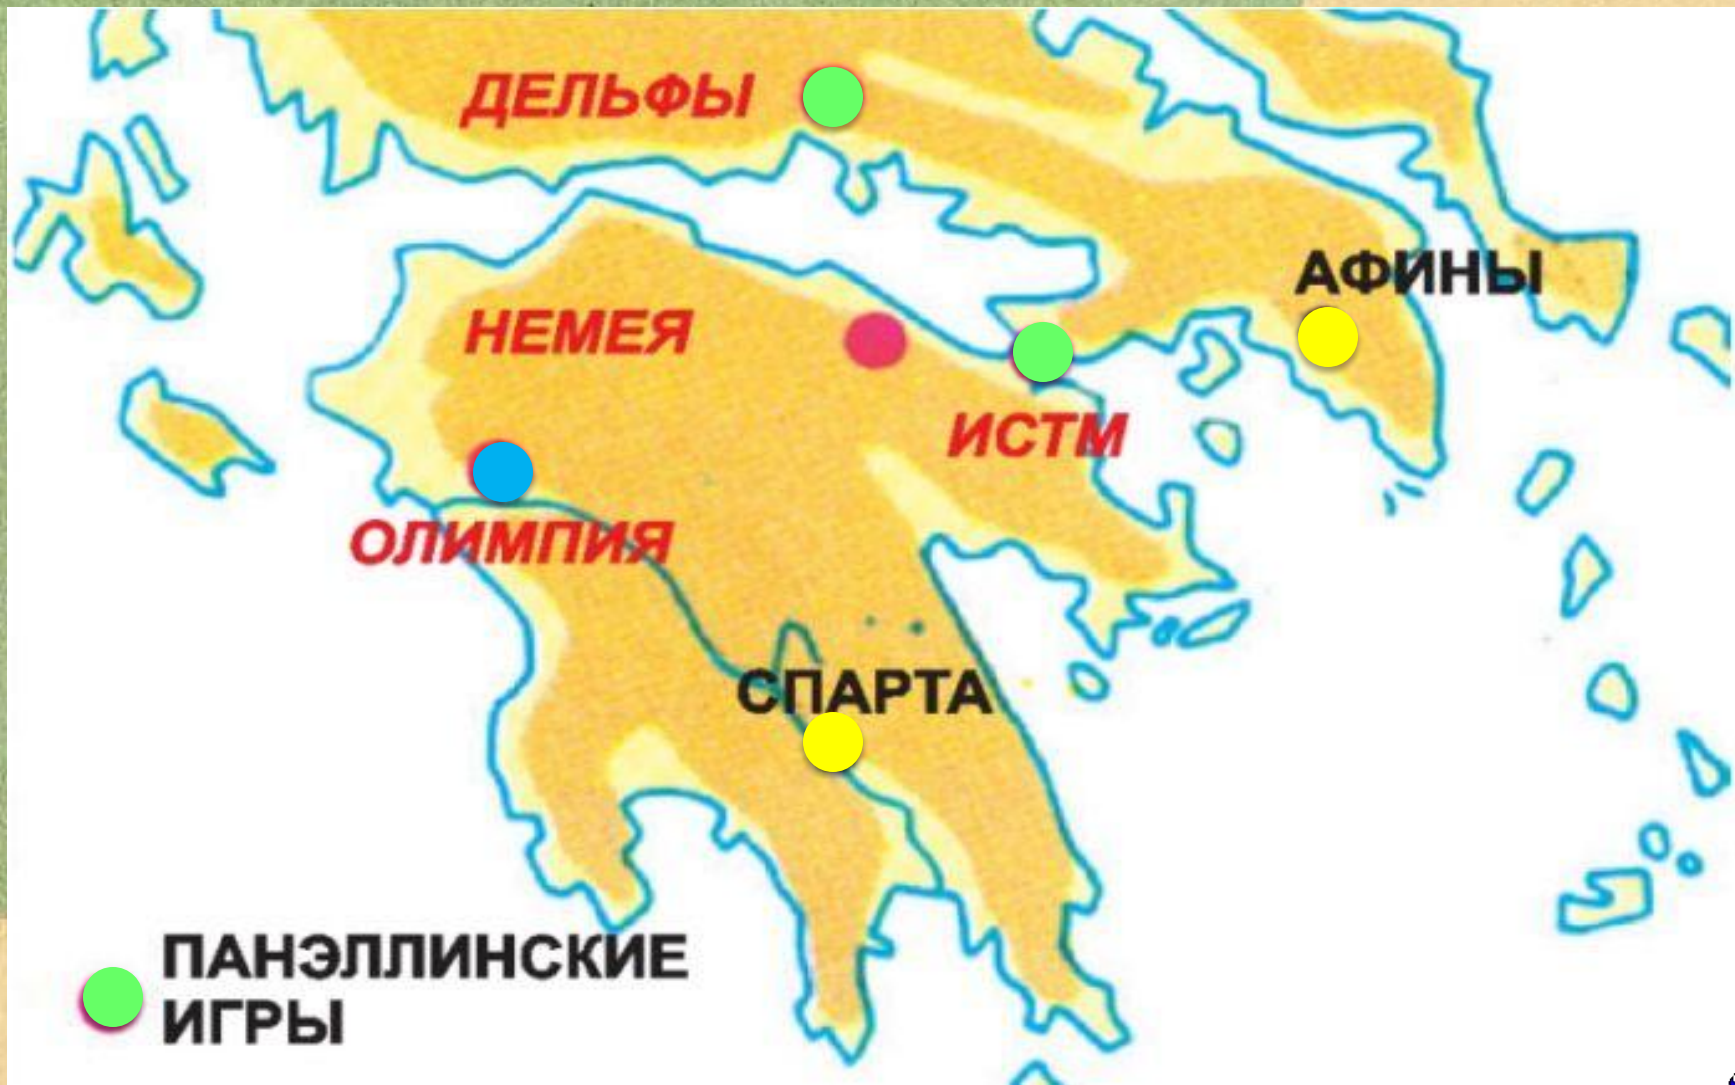 ДЕЛЬФЫ
АФИНЫ
НЕМЕЯ
ИСТМ
ОЛИМПИЯ
СПАРТА
ПАНЭЛЛИНСКИЕ
ИГРЫ